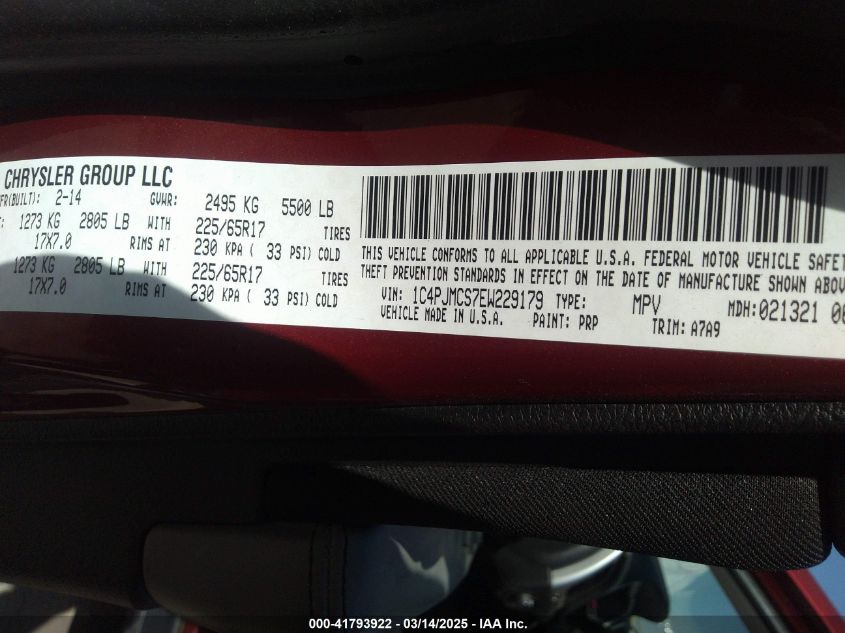 CHRYSLER GROUP LLC
FR(BUILT): 2-14 GVWR: 2495 KG 5500 LB
1273 KG 2805 LB WITH 225/65R17 TIRES
17X7.0 RIMS AT 230 KPA ( 33 PSI) COLD
1273 KG 2805 LB WITH 225/65R17 TIRES
17X7.0 RIMS AT 230 KPA ( 33 PSI) COLD
THIS VEHICLE CONFORMS TO ALL APPLICABLE U.S.A. FEDERAL MOTOR VEHICLE SAFET
THEFT PREVENTION STANDARDS IN EFFECT ON THE DATE OF MANUFACTURE SHOWN ABOV
VIN: 1C4PJMCS7EW229179 TYPE: MPV MDH:021321
VEHICLE MADE IN U.S.A. PAINT: PRP TRIM: A7A9
000-41793922 / 03/14/2025 - IAA Inc.